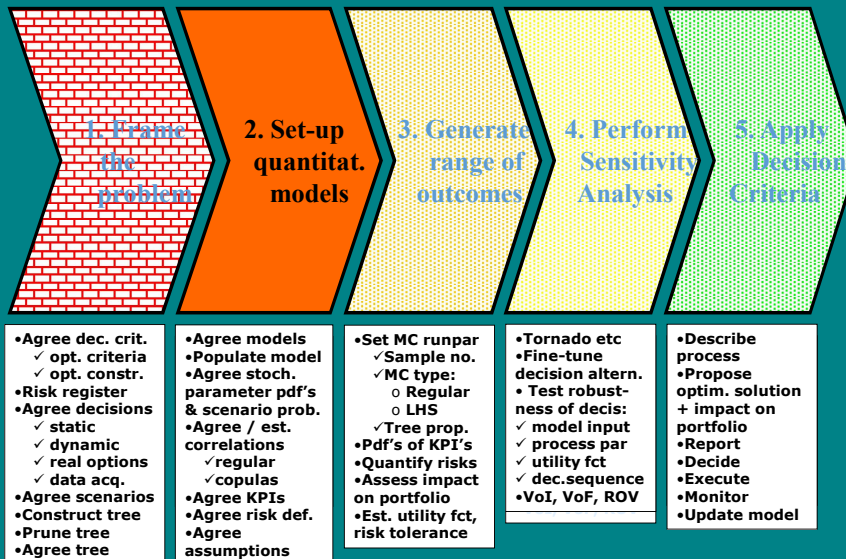 1. Frame
the
problem
2. Set-up
quantitat.
models
3. Generate
range of
outcomes
4. Perform
Sensitivity
Analysis
5. Apply
Decision
Criteria
•Agree dec. crit.
✓ opt. criteria
✓ opt. constr.
•Risk register
•Agree decisions
✓ static
✓ dynamic
✓ real options
✓ data acq.
•Agree scenarios
•Construct tree
•Prune tree
•Agree tree
•Agree models
•Populate model
•Agree stoch.
parameter pdf's
& scenario prob.
•Agree / est.
correlations
✓regular
✓copulas
•Agree KPIs
•Agree risk def.
•Agree
assumptions
•Set MC runpar
✓Sample no.
✓MC type:
o Regular
o LHS
✓Tree prop.
•Pdf's of KPI's
•Quantify risks
•Assess impact
on portfolio
•Est. utility fct,
risk tolerance
•Tornado etc
•Fine-tune
decision altern.
• Test robust-
ness of decis:
✓ model input
✓ process par
✓ utility fct
✓ dec.sequence
•VoI, VoF, ROV
•Describe
process
•Propose
optim. solution
+ impact on
portfolio
•Report
•Decide
•Execute
•Monitor
•Update model